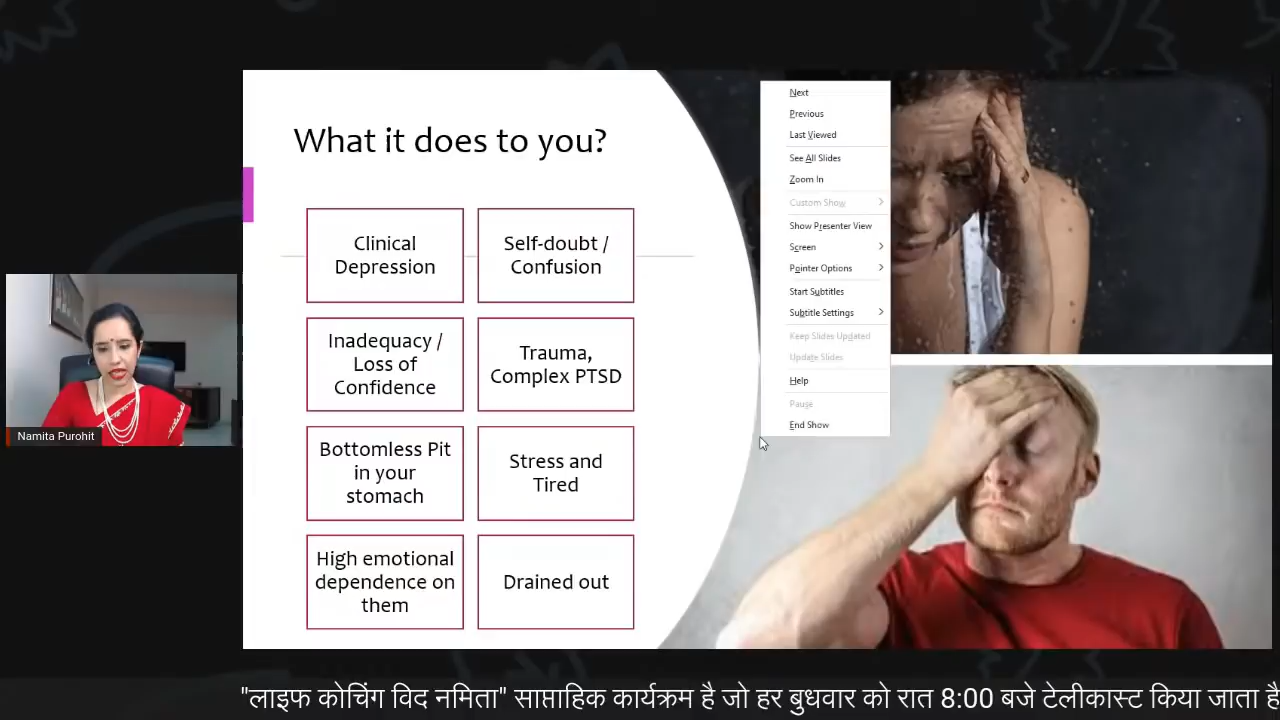 What it does to you?
Clinical
Depression
Self-doubt /
Confusion
Inadequacy /
Loss of
Confidence
Trauma,
Complex PTSD
Bottomless Pit
in your
stomach
Stress and
Tired
High emotional
dependence on
them
Drained out
Next
Previous
Last Viewed
See All Slides
Zoom In
Custom Show
Show Presenter View
Screen
Pointer Options
Start Subtitles
Subtitle Settings
Keep Slides Updated
Update Slides
Help
Pause
End Show
Namita Purohit
"लाइफ कोचिंग विद नमिता" साप्ताहिक कार्यक्रम है जो हर बुधवार को रात 8:00 बजे टेलीकास्ट किया जाता है